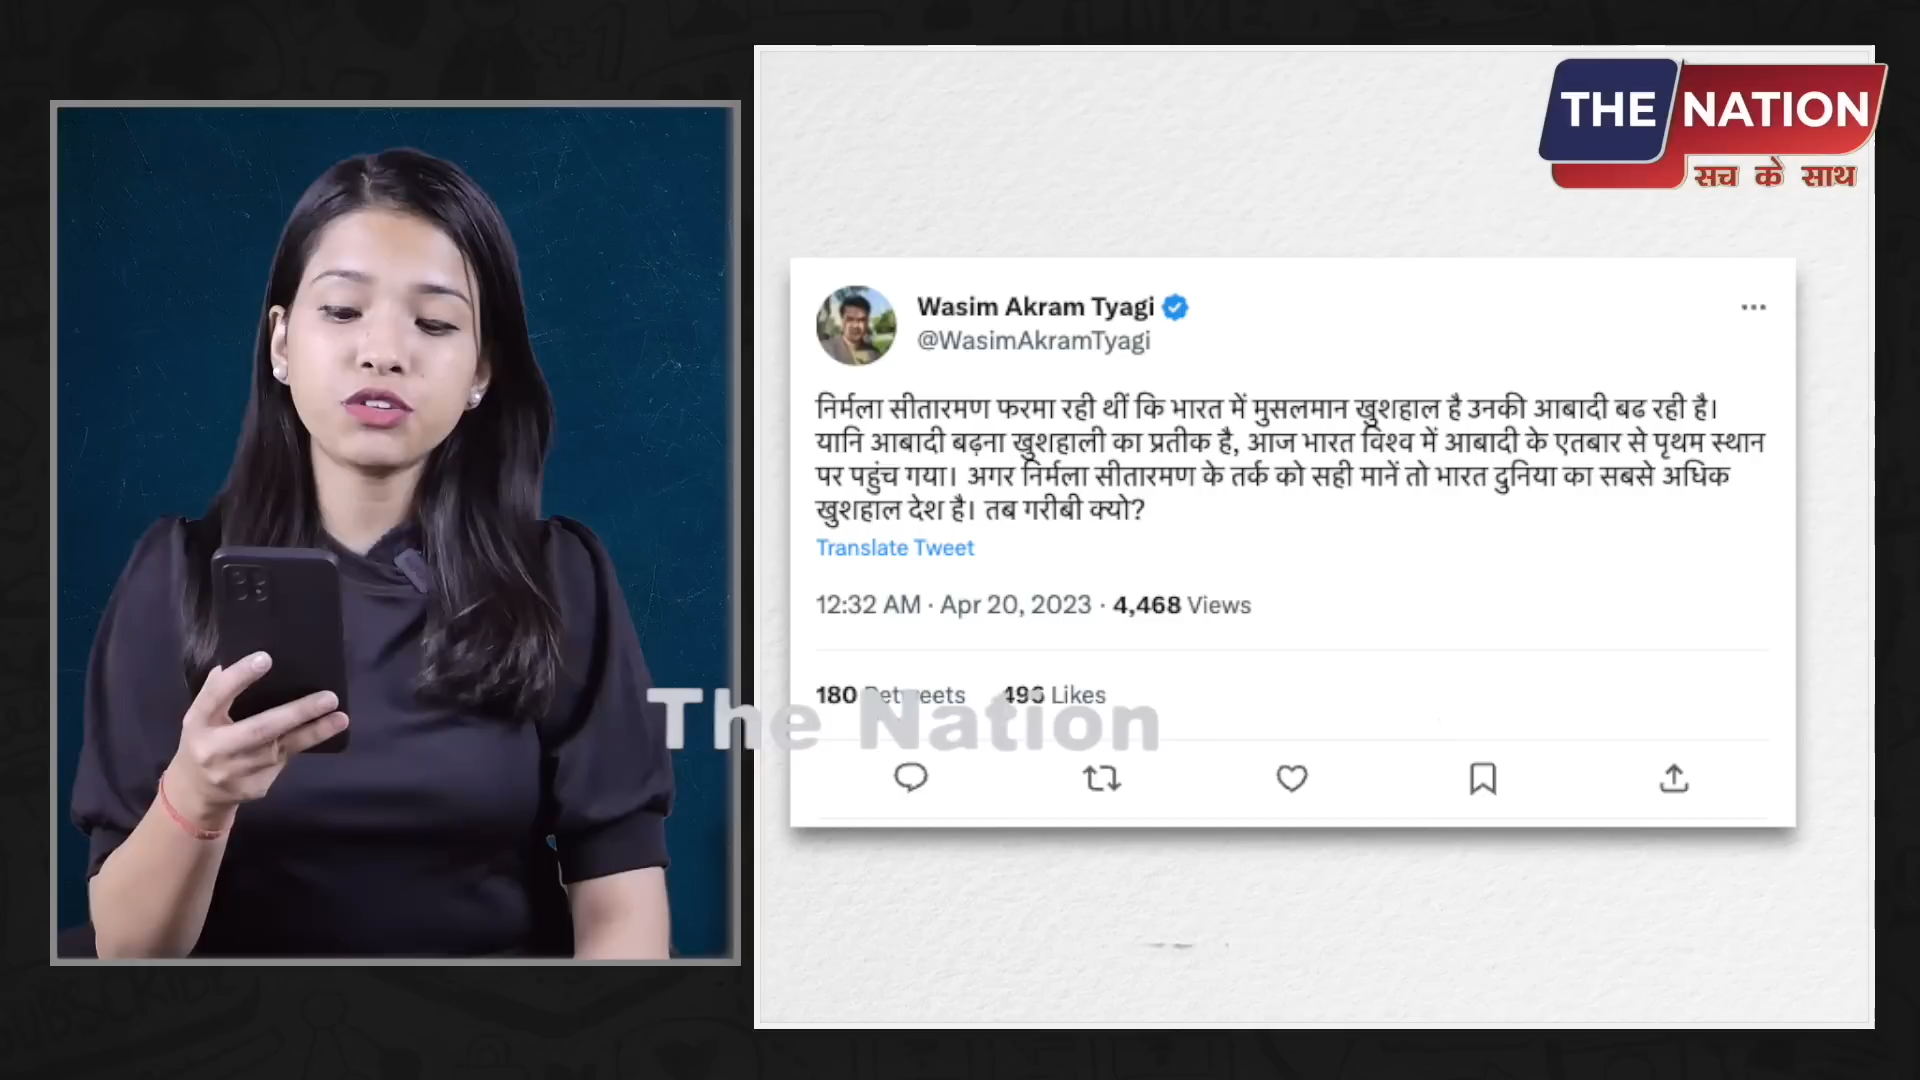 THE NATION
सच के साथ
Wasim Akram Tyagi
@WasimAkramTyagi
निर्मला सीतारमण फरमा रही थीं कि भारत में मुसलमान खुशहाल है उनकी आबादी बढ रही है।
यानि आबादी बढ़ना खुशहाली का प्रतीक है, आज भारत विश्व में आबादी के एतबार से पृथम स्थान
पर पहुंच गया। अगर निर्मला सीतारमण के तर्क को सही मानें तो भारत दुनिया का सबसे अधिक
खुशहाल देश है। तब गरीबी क्यो?
Translate Tweet
12:32 AM · Apr 20, 2023 · 4,468 Views
180 Retweets 496 Likes
The Nation